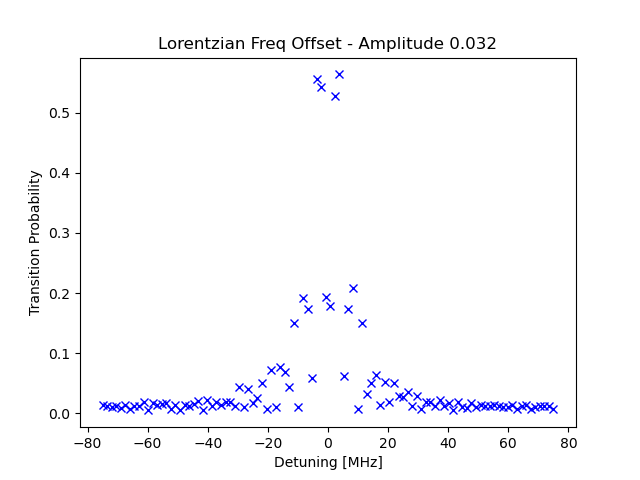 Lorentzian Freq Offset - Amplitude 0.032
Transition Probability
0.5
0.4
0.3
0.2
0.1
0.0
−80 −60 −40 −20 0 20 40 60 80
Detuning [MHz]